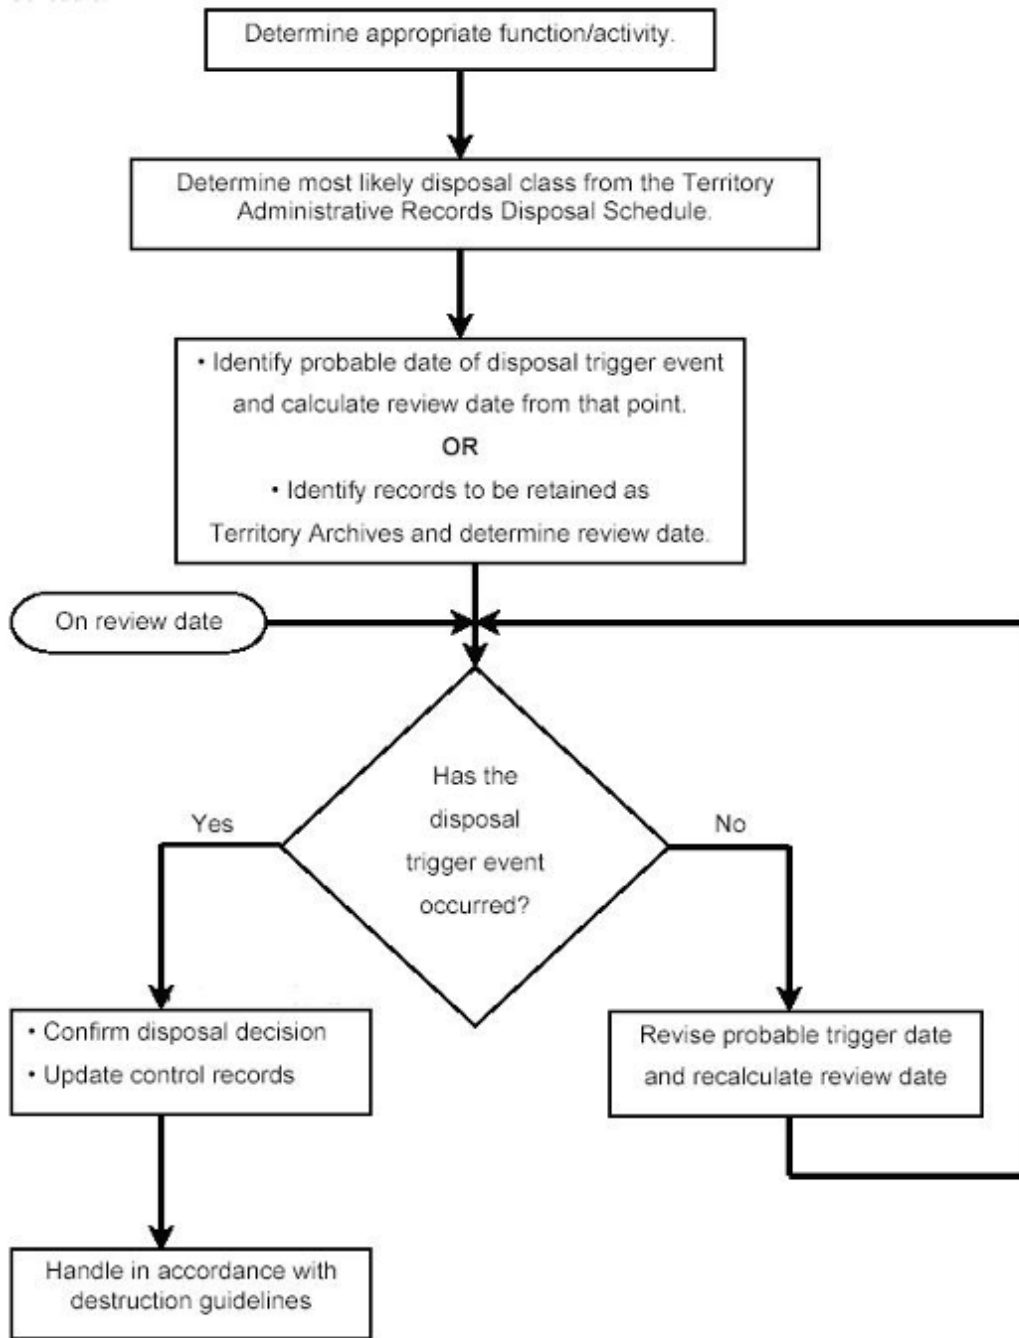 Determine appropriate function/activity.
Determine most likely disposal class from the Territory
Administrative Records Disposal Schedule.
• Identify probable date of disposal trigger event
and calculate review date from that point.
OR
• Identify records to be retained as
Territory Archives and determine review date.
On review date
Has the
disposal
trigger event
occurred?
Yes
No
• Confirm disposal decision
• Update control records
Revise probable trigger date
and recalculate review date
Handle in accordance with
destruction guidelines